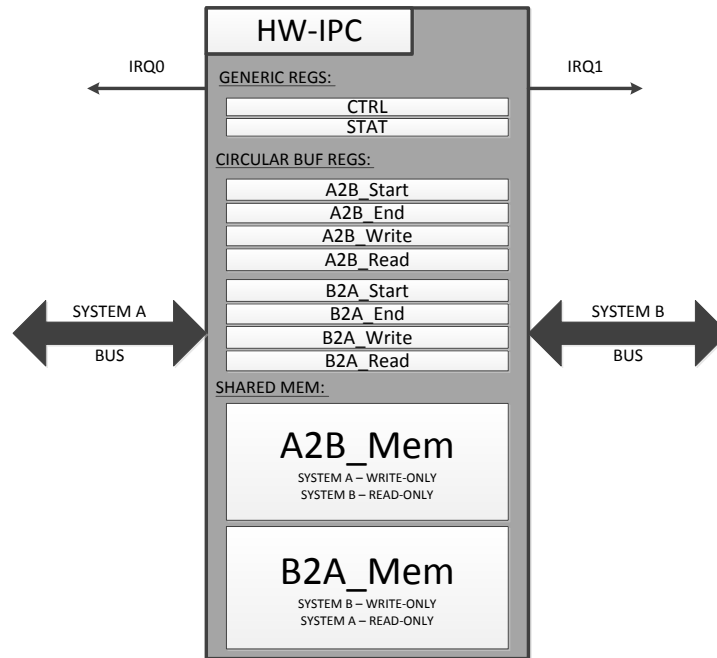 HW-IPC
IRQ0
IRQ1
GENERIC REGS:
CTRL
STAT
CIRCULAR BUF REGS:
A2B_Start
A2B_End
A2B_Write
A2B_Read
B2A_Start
B2A_End
B2A_Write
B2A_Read
SYSTEM A
BUS
SYSTEM B
BUS
SHARED MEM:
A2B_Mem
SYSTEM A – WRITE-ONLY
SYSTEM B – READ-ONLY
B2A_Mem
SYSTEM B – WRITE-ONLY
SYSTEM A – READ-ONLY